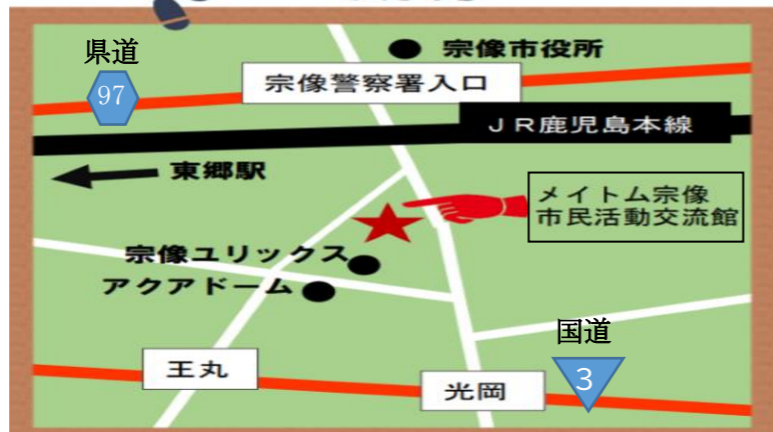 県道
97
宗像市役所
宗像警察署入口
JR鹿児島本線
東郷駅
メイトム宗像
市民活動交流館
宗像ユリックス
アクアドーム
国道
3
王丸
光岡